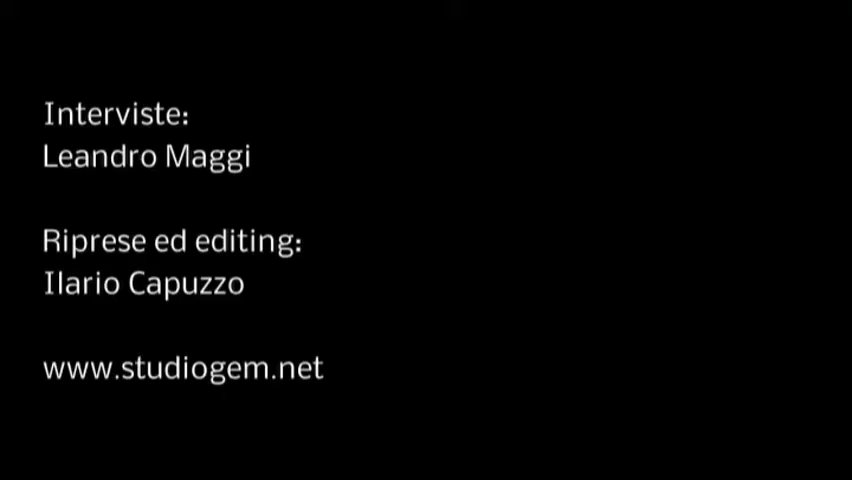 Interviste:
Leandro Maggi
Riprese ed editing:
Ilario Capuzzo
www.studiogem.net